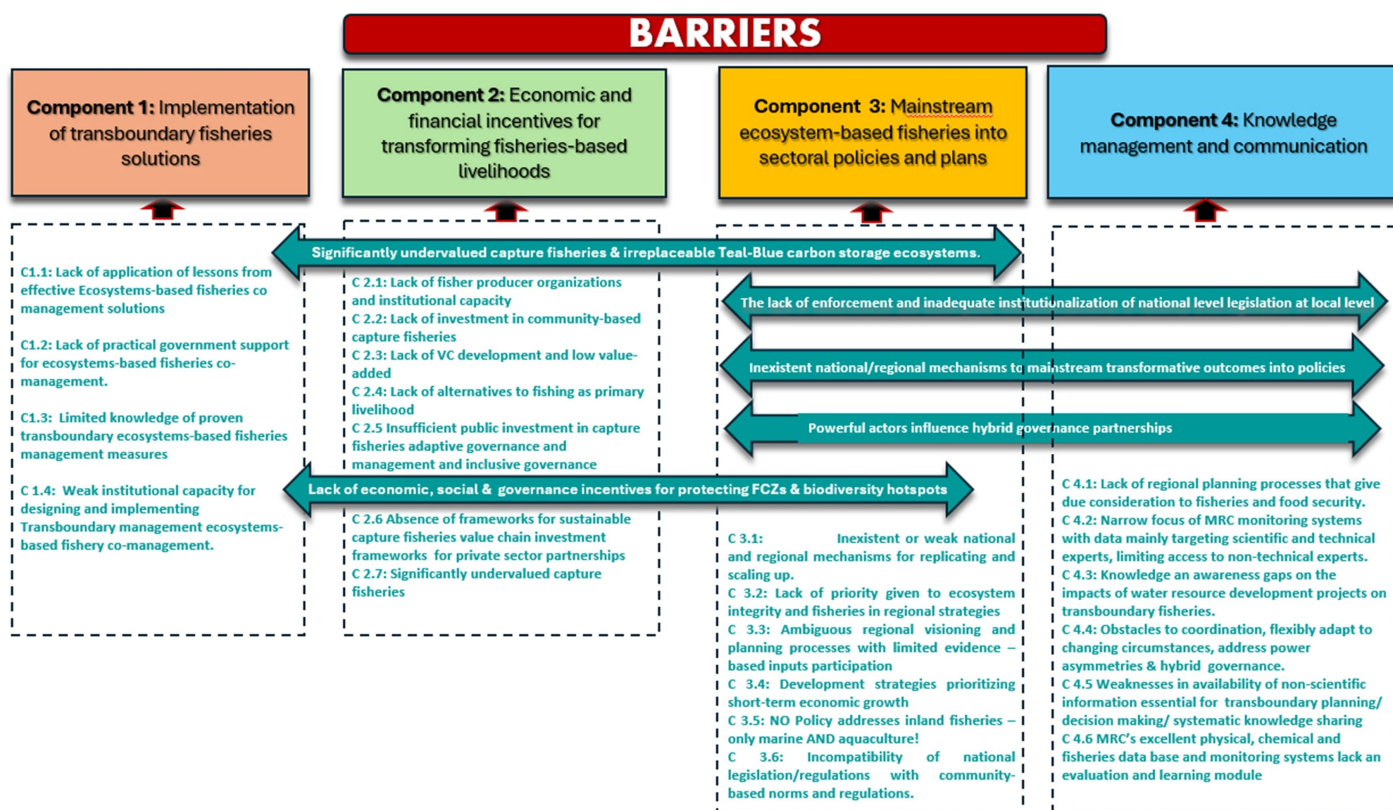 BARRIERS
Component 1: Implementation
of transboundary fisheries
solutions
Component 2: Economic and
financial incentives for
transforming fisheries-based
livelihoods
Component 3: Mainstream
ecosystem-based fisheries into
sectoral policies and plans
Component 4: Knowledge
management and communication
Significantly undervalued capture fisheries & irreplaceable Teal-Blue carbon storage ecosystems.
The lack of enforcement and inadequate institutionalization of national level legislation at local level
Inexistent national/regional mechanisms to mainstream transformative outcomes into policies
Powerful actors influence hybrid governance partnerships
Lack of economic, social & governance incentives for protecting FCZs & biodiversity hotspots
C1.1: Lack of application of lessons from
effective Ecosystems-based fisheries co
management solutions
C1.2: Lack of practical government support
for ecosystems-based fisheries co-
management.
C1.3: Limited knowledge of proven
transboundary ecosystems-based fisheries
management measures
C 1.4: Weak institutional capacity for
designing and implementing
Transboundary management ecosystems-
based fishery co-management.
C 2.1: Lack of fisher producer organizations
and institutional capacity
C 2.2: Lack of investment in community-based
capture fisheries
C 2.3: Lack of VC development and low value-
added
C 2.4: Lack of alternatives to fishing as primary
livelihood
C 2.5 Insufficient public investment in capture
fisheries adaptive governance and
management and inclusive governance
C 2.6 Absence of frameworks for sustainable
capture fisheries value chain investment
frameworks for private sector partnerships
C 2.7: Significantly undervalued capture
fisheries
C 3.1: Inexistent or weak national
and regional mechanisms for replicating and
scaling up.
C 3.2: Lack of priority given to ecosystem
integrity and fisheries in regional strategies
C 3.3: Ambiguous regional visioning and
planning processes with limited evidence –
based inputs participation
C 3.4: Development strategies prioritizing
short-term economic growth
C 3.5: NO Policy addresses inland fisheries –
only marine AND aquaculture!
C 3.6: Incompatibility of national
legislation/regulations with community-
based norms and regulations.
C 4.1: Lack of regional planning processes that give
due consideration to fisheries and food security.
C 4.2: Narrow focus of MRC monitoring systems
with data mainly targeting scientific and technical
experts, limiting access to non-technical experts.
C 4.3: Knowledge an awareness gaps on the
impacts of water resource development projects on
transboundary fisheries.
C 4.4: Obstacles to coordination, flexibly adapt to
changing circumstances, address power
asymmetries & hybrid governance.
C 4.5 Weaknesses in availability of non-scientific
information essential for transboundary planning/
decision making/ systematic knowledge sharing
C 4.6 MRC's excellent physical, chemical and
fisheries data base and monitoring systems lack an
evaluation and learning module